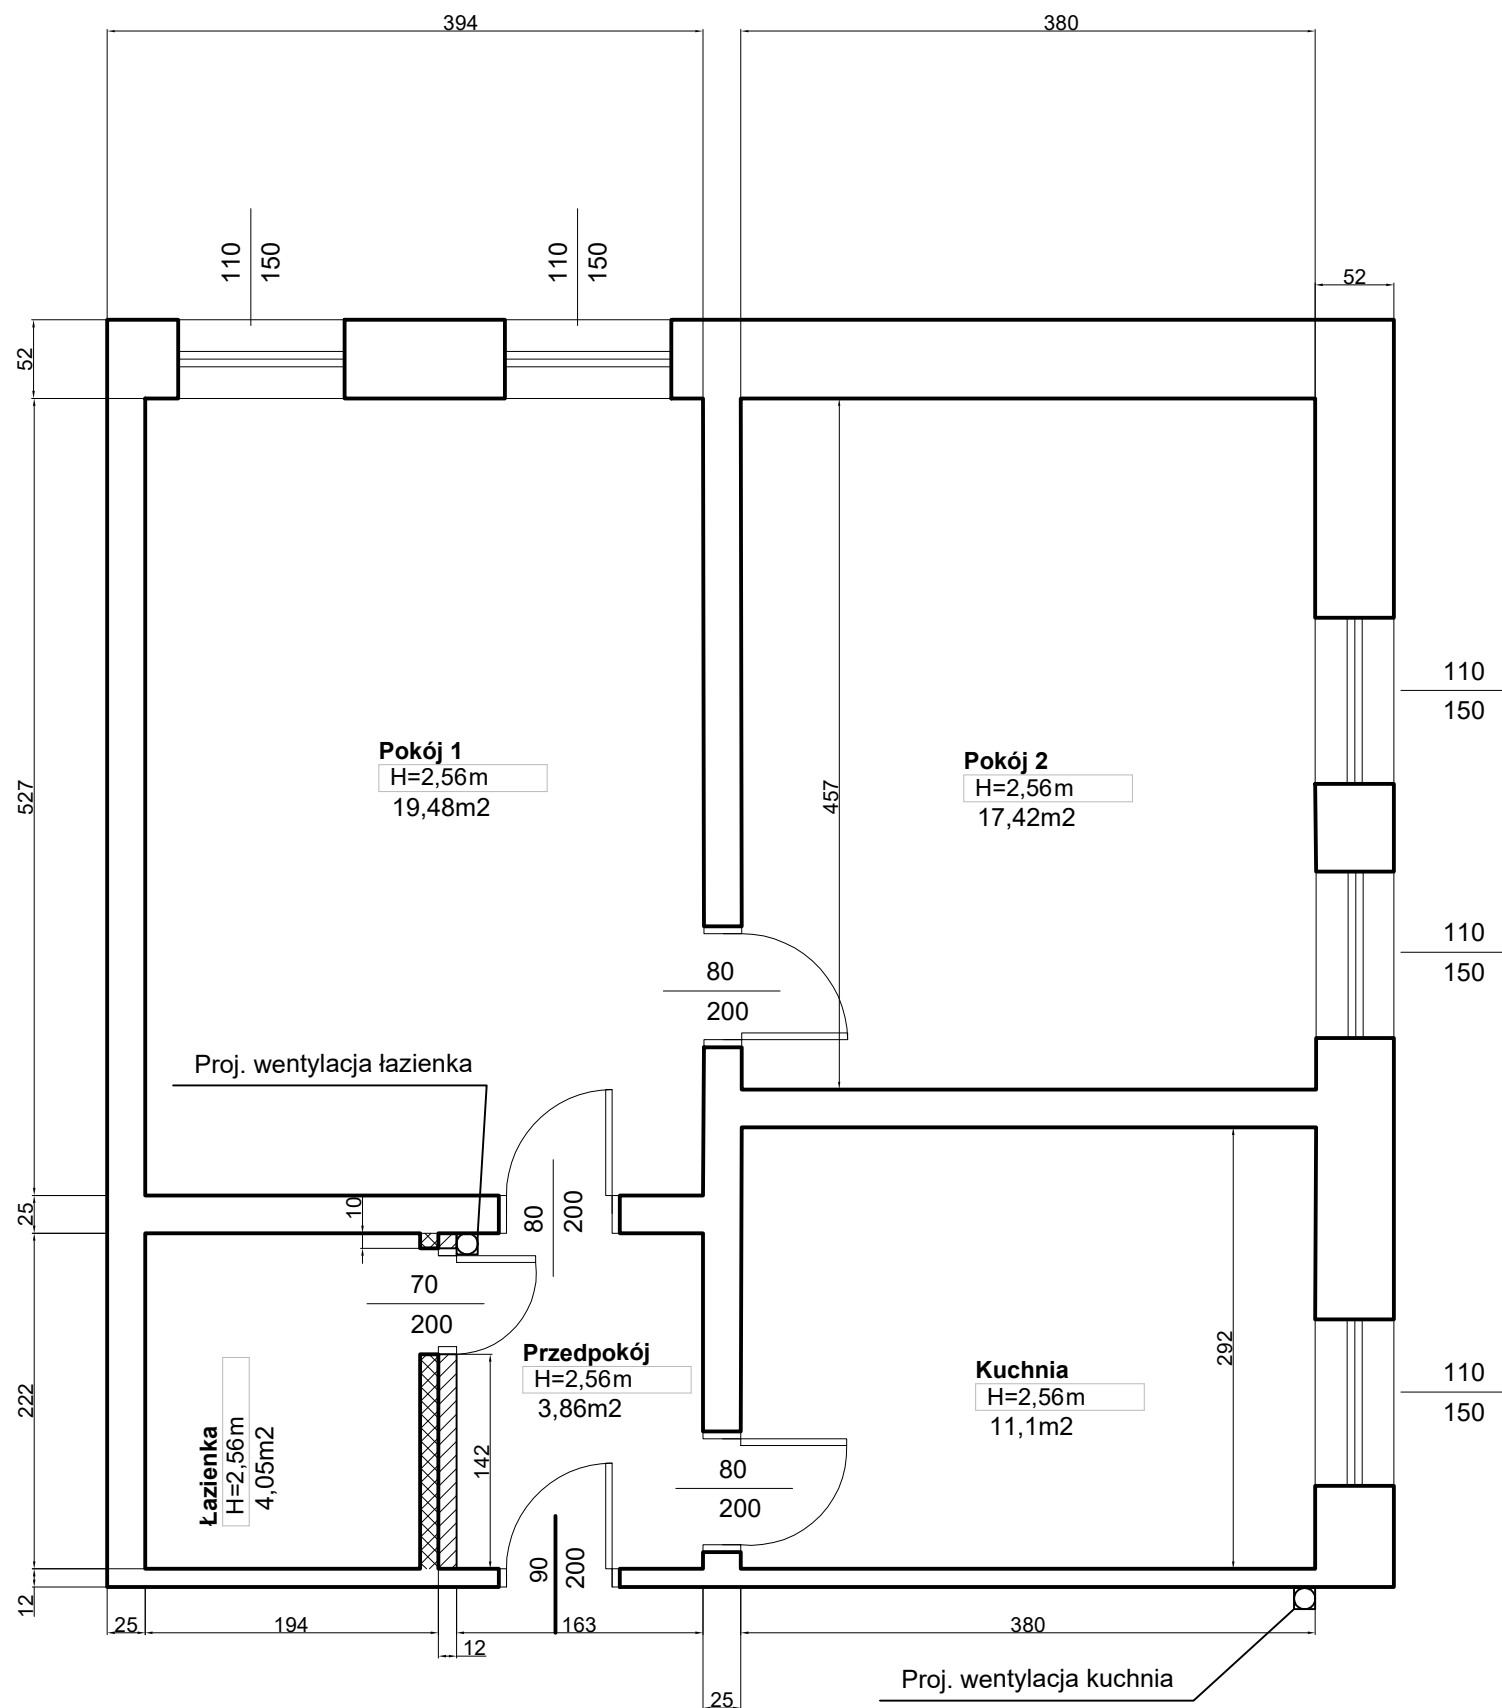 394
380
110
150
110
150
52
52
Pokój 1
H=2,56m
19,48m2
Pokój 2
H=2,56m
17,42m2
110
150
527
457
110
150
80
200
Proj. wentylacja łazienka
25
10
80
200
70
200
Przedpokój
H=2,56m
3,86m2
Kuchnia
H=2,56m
11,1m2
292
110
150
222
Łazienka
H=2,56m
4,05m2
142
80
200
90
200
12
25
194
12
163
380
25
Proj. wentylacja kuchnia